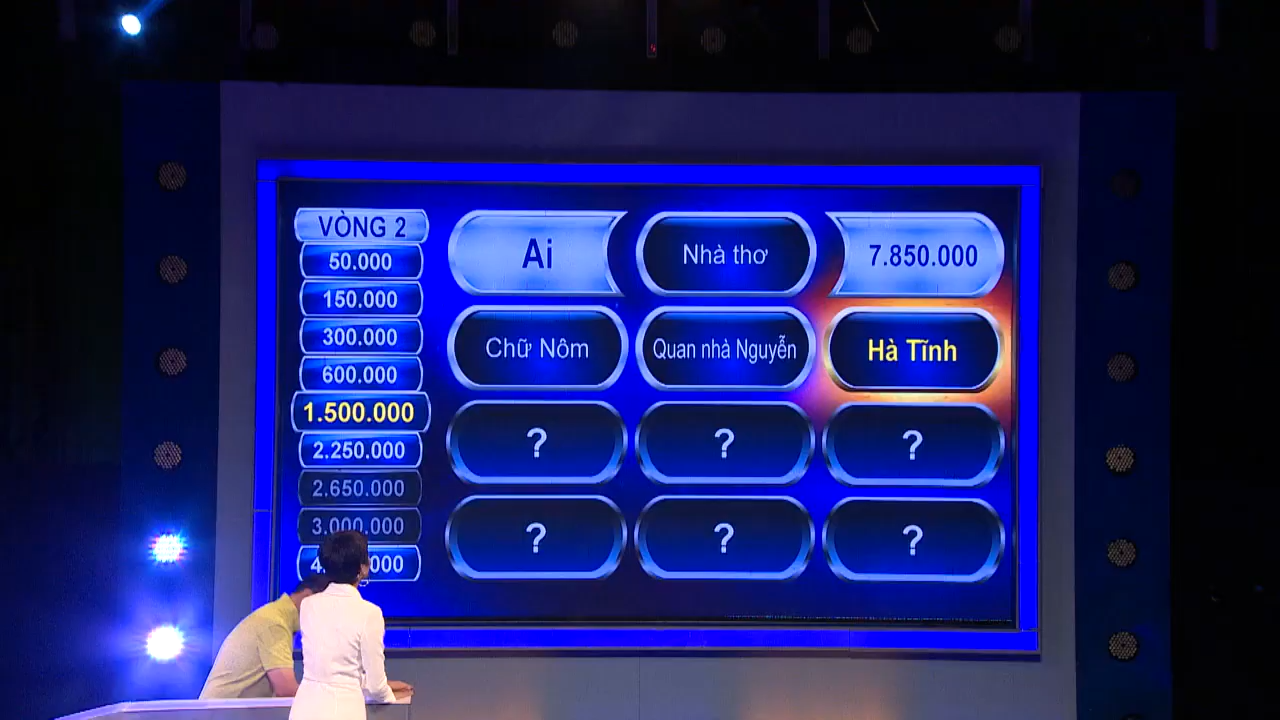 VÒNG 2
50.000
150.000
300.000
600.000
1.500.000
2.250.000
2.650.000
3.000.000
Ai
Nhà thơ
7.850.000
Chữ Nôm
Quan nhà Nguyễn
Hà Tĩnh
?
?
?
?
?
?